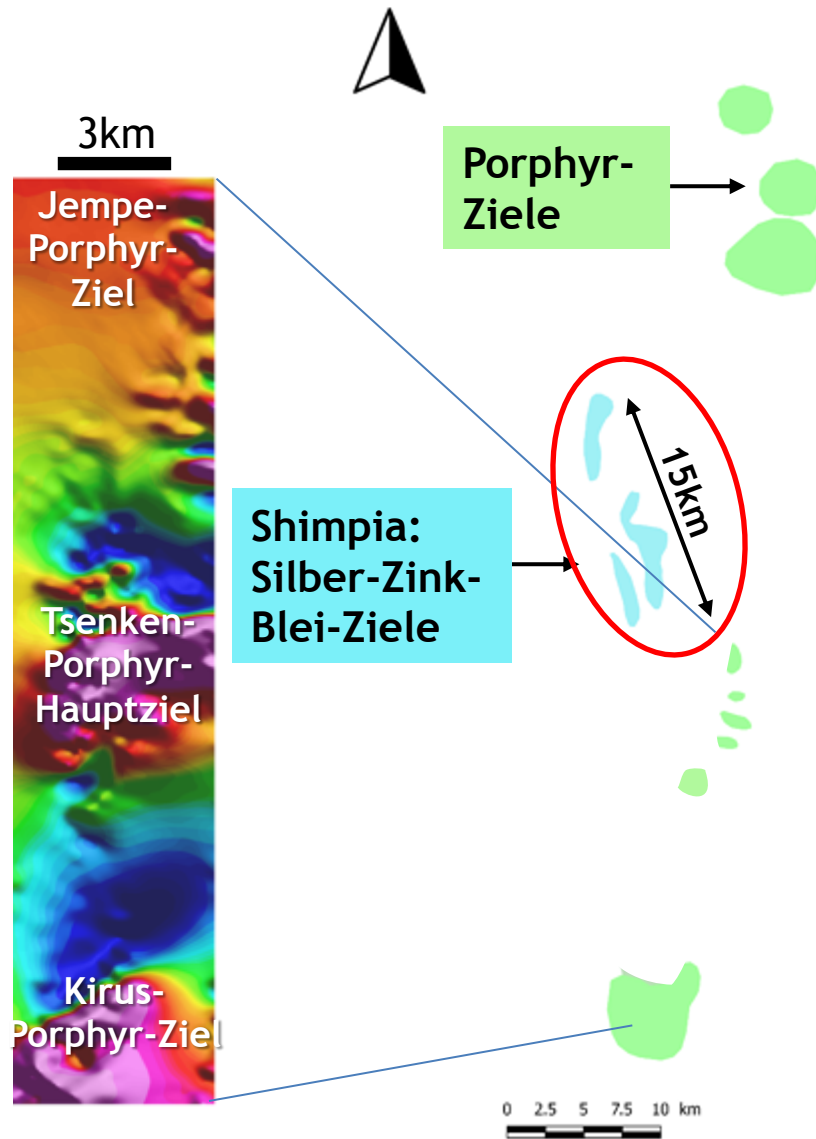 3km
Jempe-
Porphyr-
Ziel
Tsenken-
Porphyr-
Hauptziel
Kirus-
Porphyr-Ziel
Porphyr-
Ziele
15km
Shimpia:
Silber-Zink-
Blei-Ziele
0 2.5 5 7.5 10 km